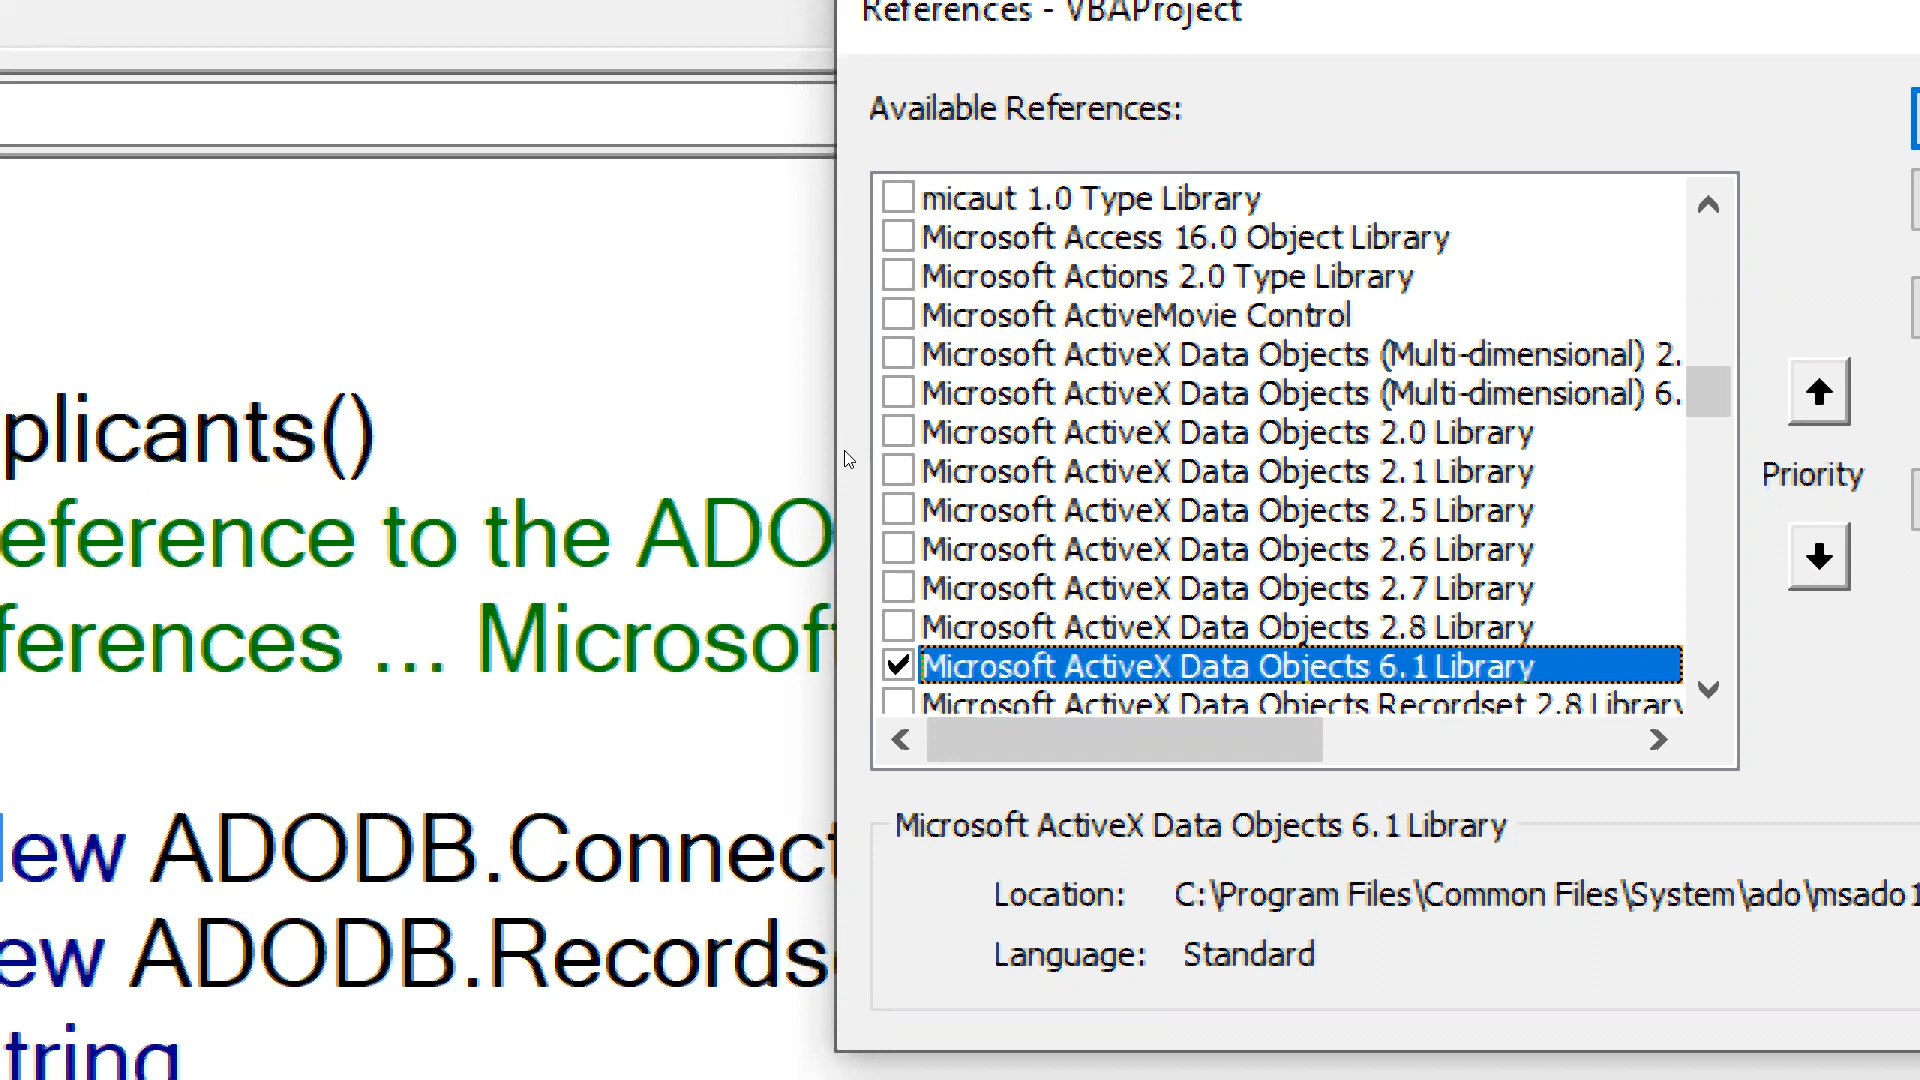 References - VBAProject
Available References:
micaut 1.0 Type Library
Microsoft Access 16.0 Object Library
Microsoft Actions 2.0 Type Library
Microsoft ActiveMovie Control
Microsoft ActiveX Data Objects (Multi-dimensional) 2.
Microsoft ActiveX Data Objects (Multi-dimensional) 6.
Microsoft ActiveX Data Objects 2.0 Library
Microsoft ActiveX Data Objects 2.1 Library
Microsoft ActiveX Data Objects 2.5 Library
Microsoft ActiveX Data Objects 2.6 Library
Microsoft ActiveX Data Objects 2.7 Library
Microsoft ActiveX Data Objects 2.8 Library
Microsoft ActiveX Data Objects 6.1 Library
Microsoft ActiveX Data Objects Recordset 2.8 Library
Priority
Microsoft ActiveX Data Objects 6.1 Library
Location: C:\Program Files\Common Files\System\ado\msado1
Language: Standard
plicants()
eference to the ADO
ferences ... Microsof
ew ADODB.Connect
ew ADODB.Records
tring